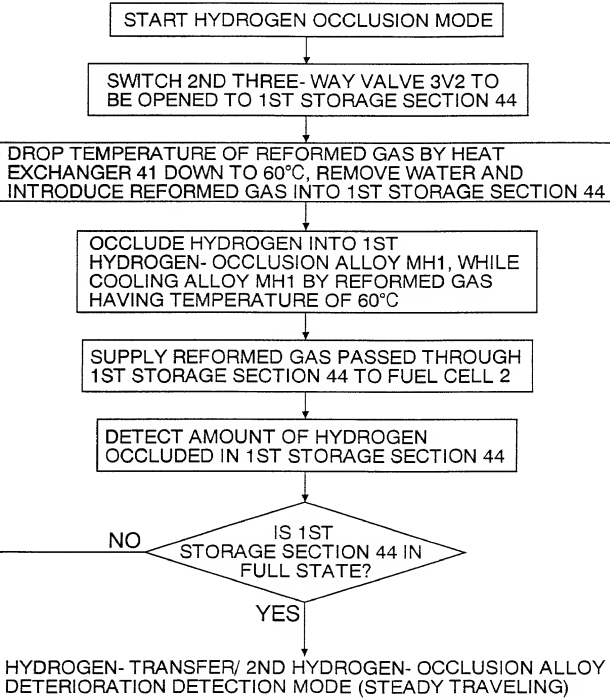 START HYDROGEN OCCLUSION MODE
SWITCH 2ND THREE- WAY VALVE 3V2 TO
BE OPENED TO 1ST STORAGE SECTION 44
DROP TEMPERATURE OF REFORMED GAS BY HEAT
EXCHANGER 41 DOWN TO 60°C, REMOVE WATER AND
INTRODUCE REFORMED GAS INTO 1ST STORAGE SECTION 44
OCCLUDE HYDROGEN INTO 1ST
HYDROGEN- OCCLUSION ALLOY MH1, WHILE
COOLING ALLOY MH1 BY REFORMED GAS
HAVING TEMPERATURE OF 60°C
SUPPLY REFORMED GAS PASSED THROUGH
1ST STORAGE SECTION 44 TO FUEL CELL 2
DETECT AMOUNT OF HYDROGEN
OCCLUDED IN 1ST STORAGE SECTION 44
IS 1ST
STORAGE SECTION 44 IN
FULL STATE?
NO
YES
HYDROGEN- TRANSFER/ 2ND HYDROGEN- OCCLUSION ALLOY
DETERIORATION DETECTION MODE (STEADY TRAVELING)